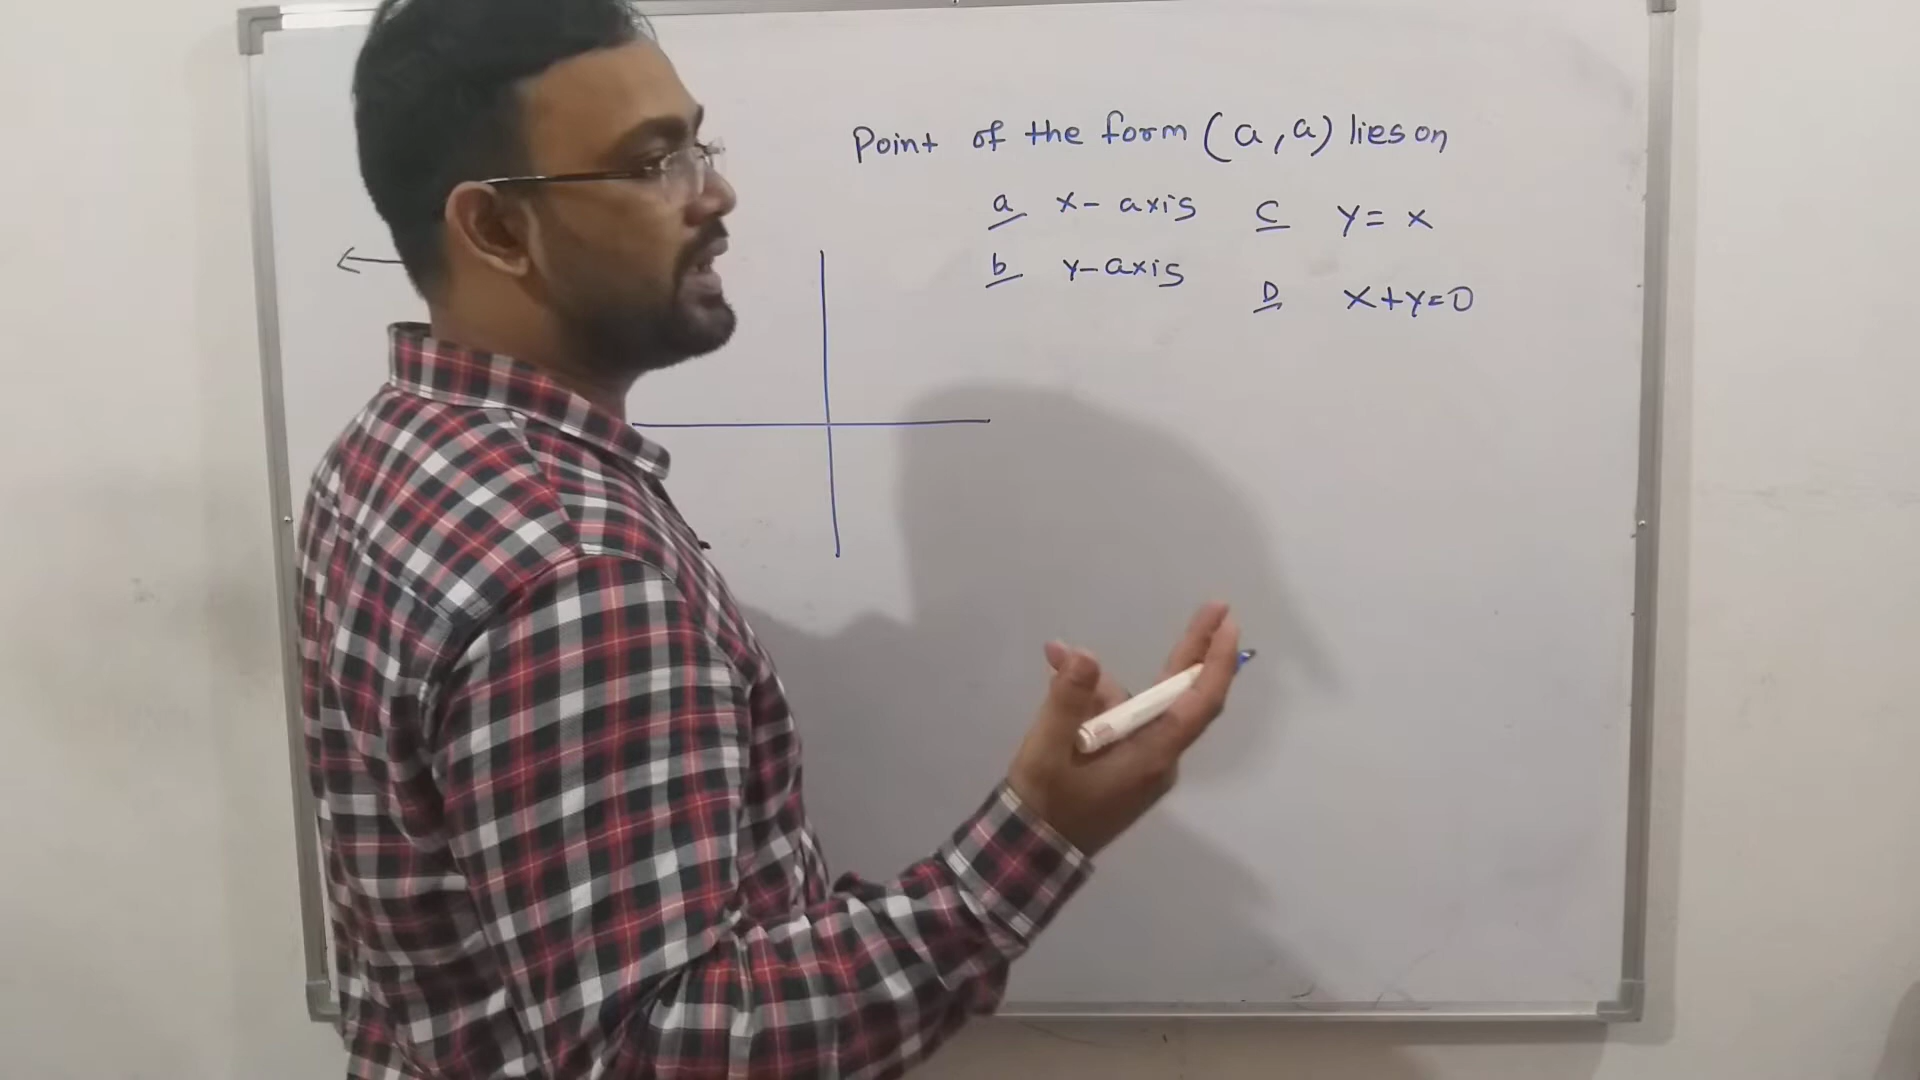 Point of the form (a, a) lies on
a x- axis c y= x
b y-axis
D x+y=0